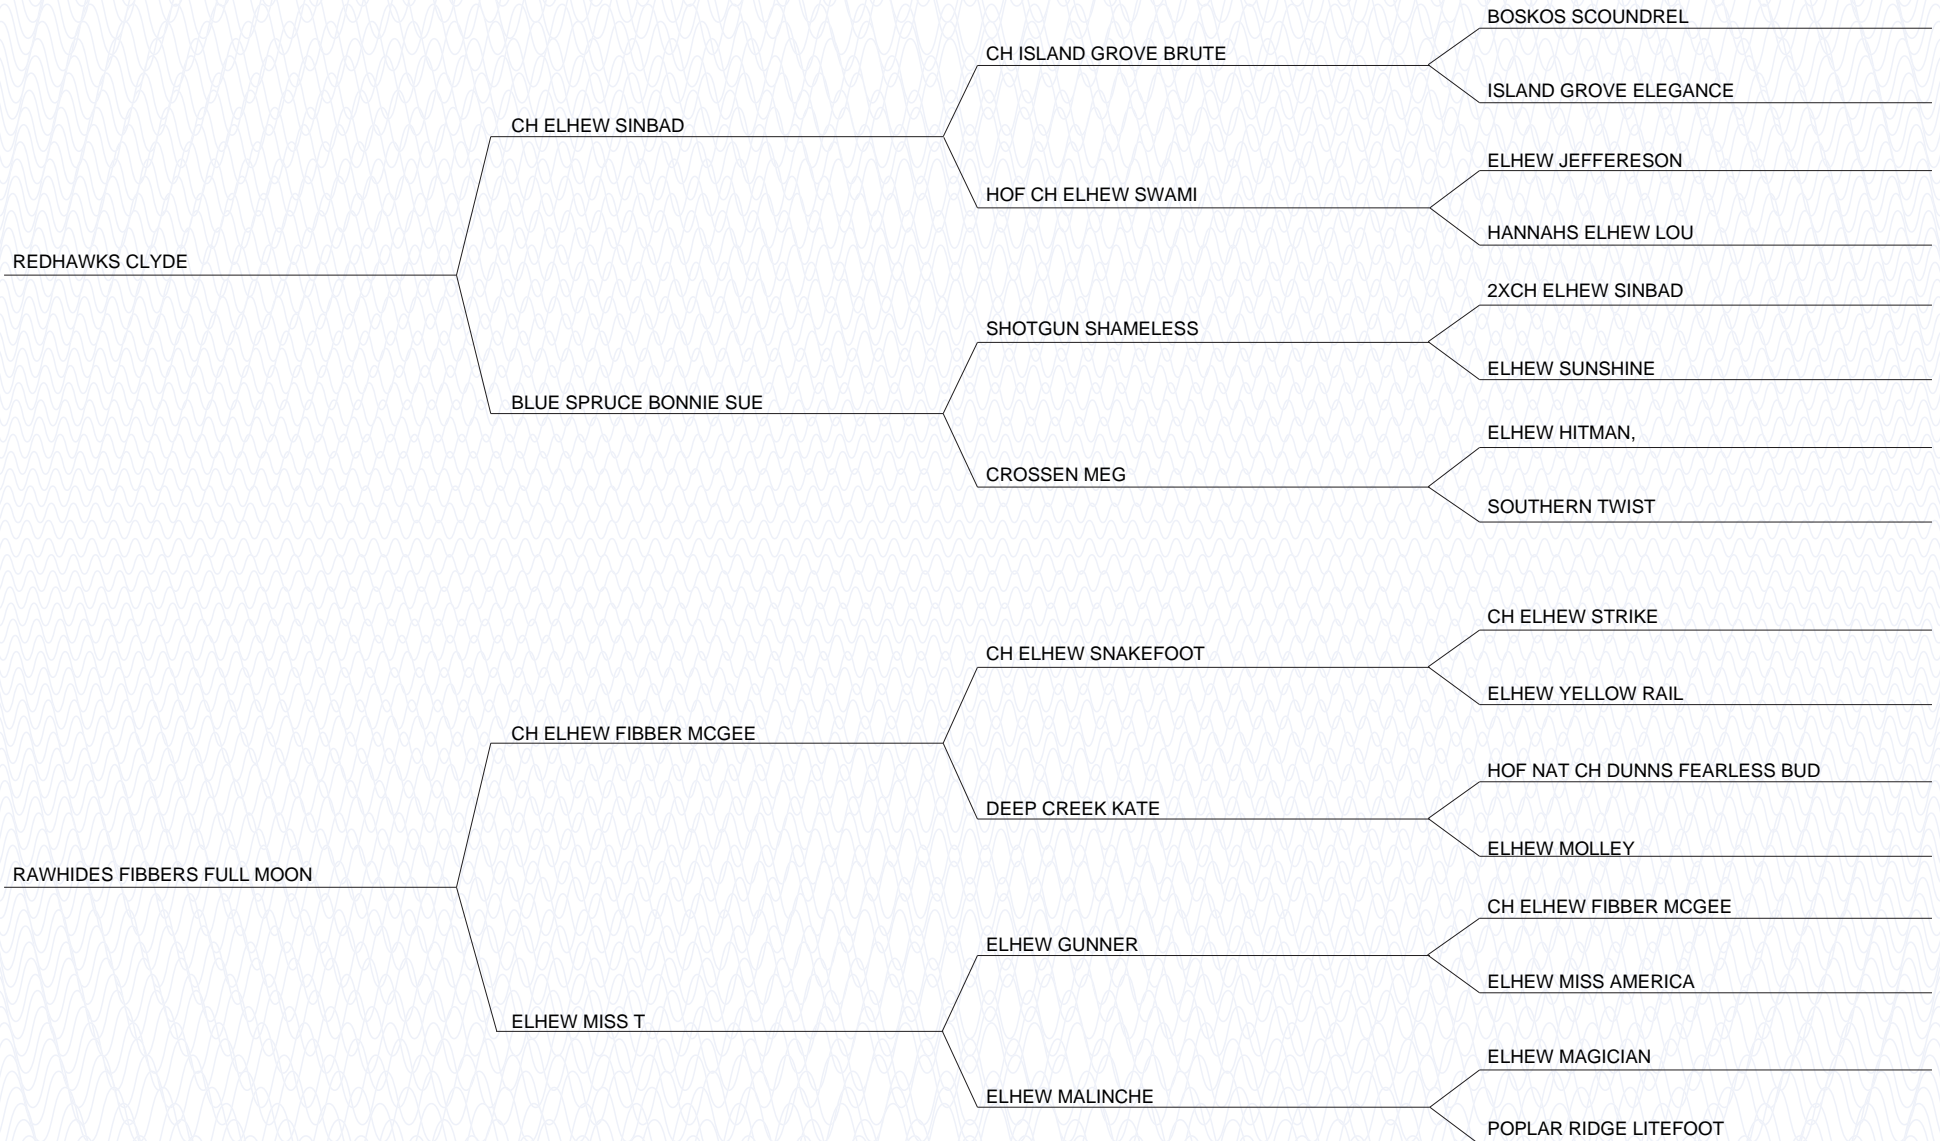 BOSKOS SCOUNDREL
CH ISLAND GROVE BRUTE
ISLAND GROVE ELEGANCE
CH ELHEW SINBAD
ELHEW JEFFERESON
HOF CH ELHEW SWAMI
HANNAHS ELHEW LOU
REDHAWKS CLYDE
2XCH ELHEW SINBAD
SHOTGUN SHAMELESS
ELHEW SUNSHINE
BLUE SPRUCE BONNIE SUE
ELHEW HITMAN,
CROSSEN MEG
SOUTHERN TWIST
CH ELHEW STRIKE
CH ELHEW SNAKEFOOT
ELHEW YELLOW RAIL
CH ELHEW FIBBER MCGEE
HOF NAT CH DUNNS FEARLESS BUD
DEEP CREEK KATE
ELHEW MOLLEY
RAWHIDES FIBBERS FULL MOON
CH ELHEW FIBBER MCGEE
ELHEW GUNNER
ELHEW MISS AMERICA
ELHEW MISS T
ELHEW MAGICIAN
ELHEW MALINCHE
POPLAR RIDGE LITEFOOT